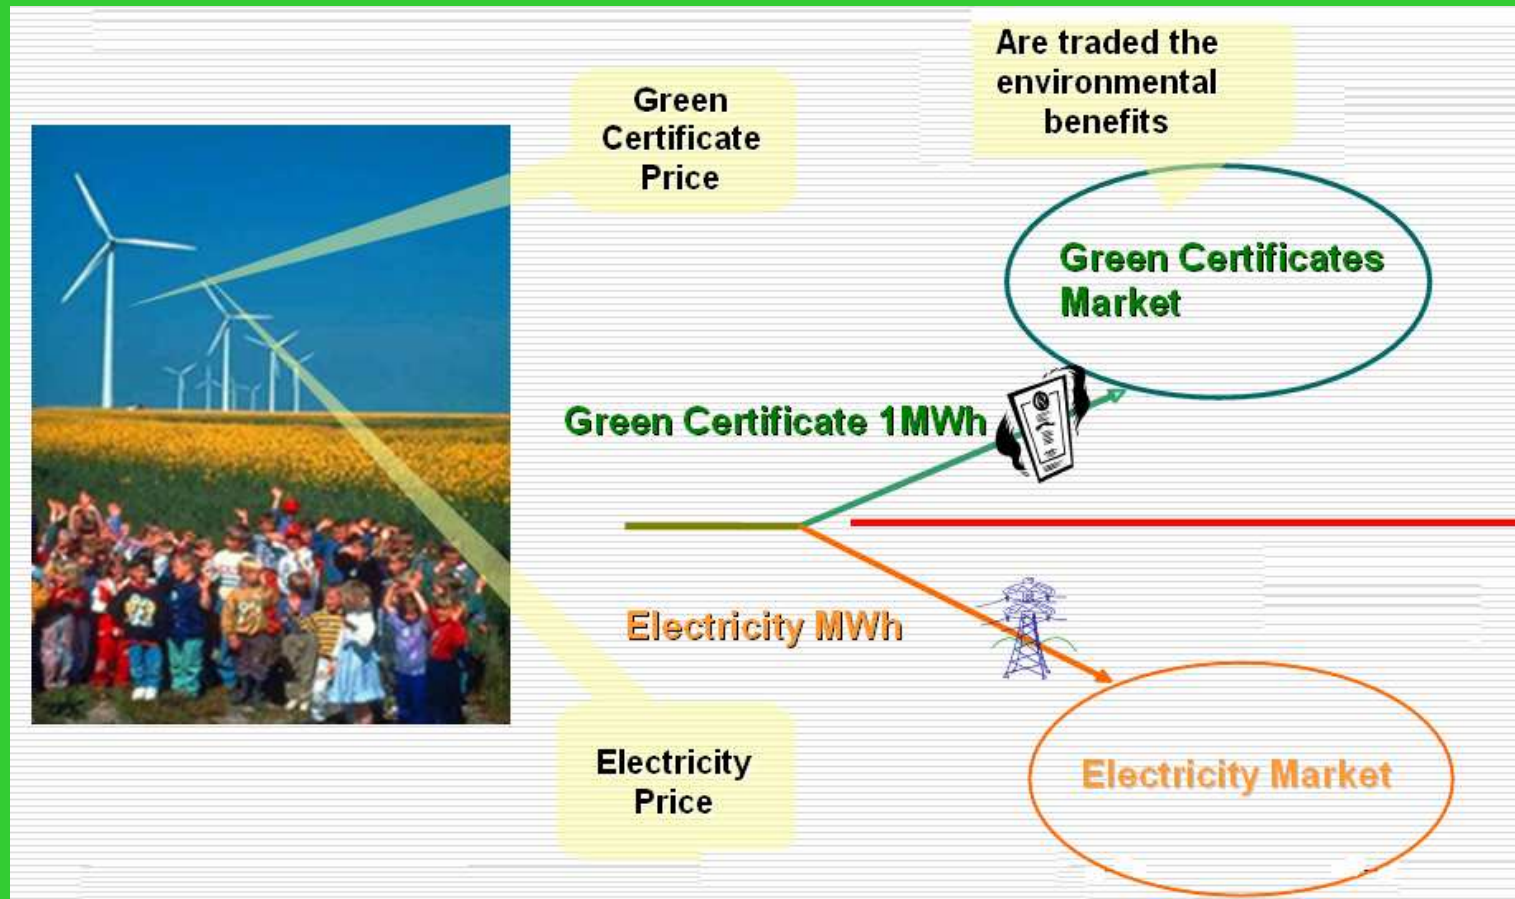 Are traded the
environmental
benefits
Green
Certificate
Price
Green Certificates
Market
Green Certificate 1MWh
Electricity MWh
Electricity
Price
Electricity Market